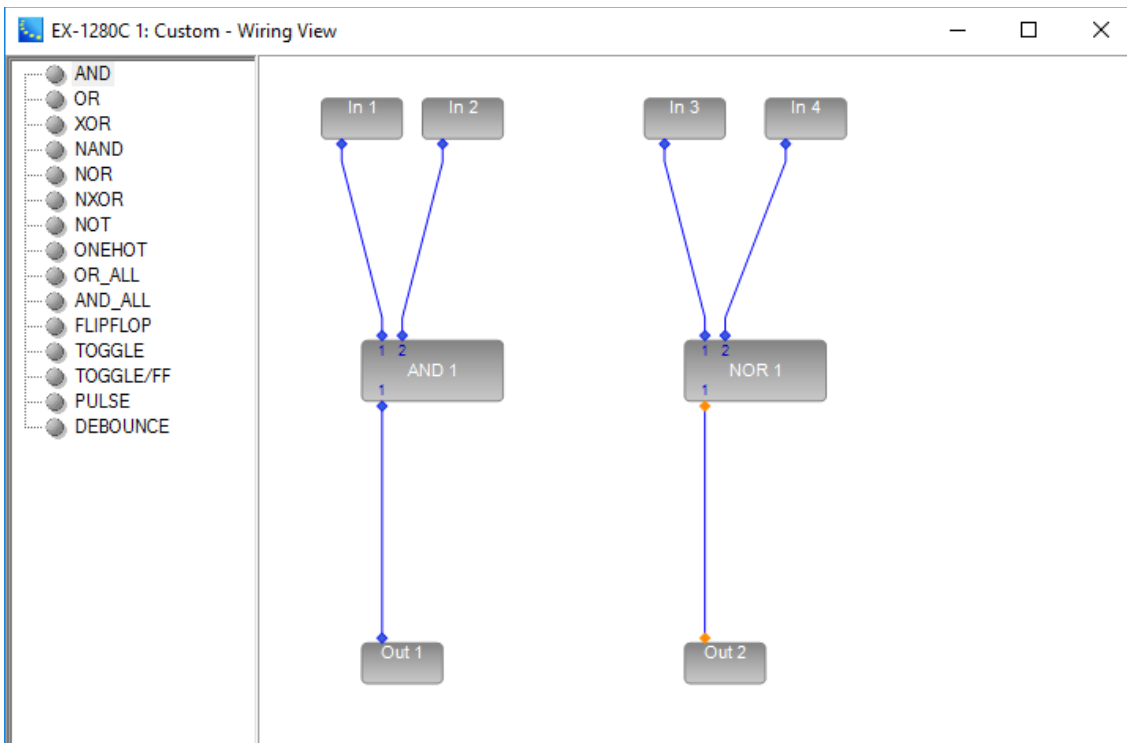 EX-1280C 1: Custom - Wiring View
AND
OR
XOR
NAND
NOR
NXOR
NOT
ONEHOT
OR_ALL
AND_ALL
FLIPFLOP
TOGGLE
TOGGLE/FF
PULSE
DEBOUNCE
In 1 In 2 In 3 In 4
1 2 1 2
AND 1 NOR 1
1 1
Out 1 Out 2